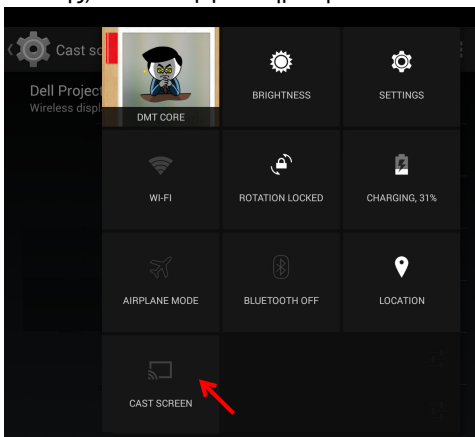 Cast sc
Dell Project
Wireless displ
DMT CORE
BRIGHTNESS
SETTINGS
WI-FI
ROTATION LOCKED
CHARGING, 31%
AIRPLANE MODE
BLUETOOTH OFF
LOCATION
CAST SCREEN